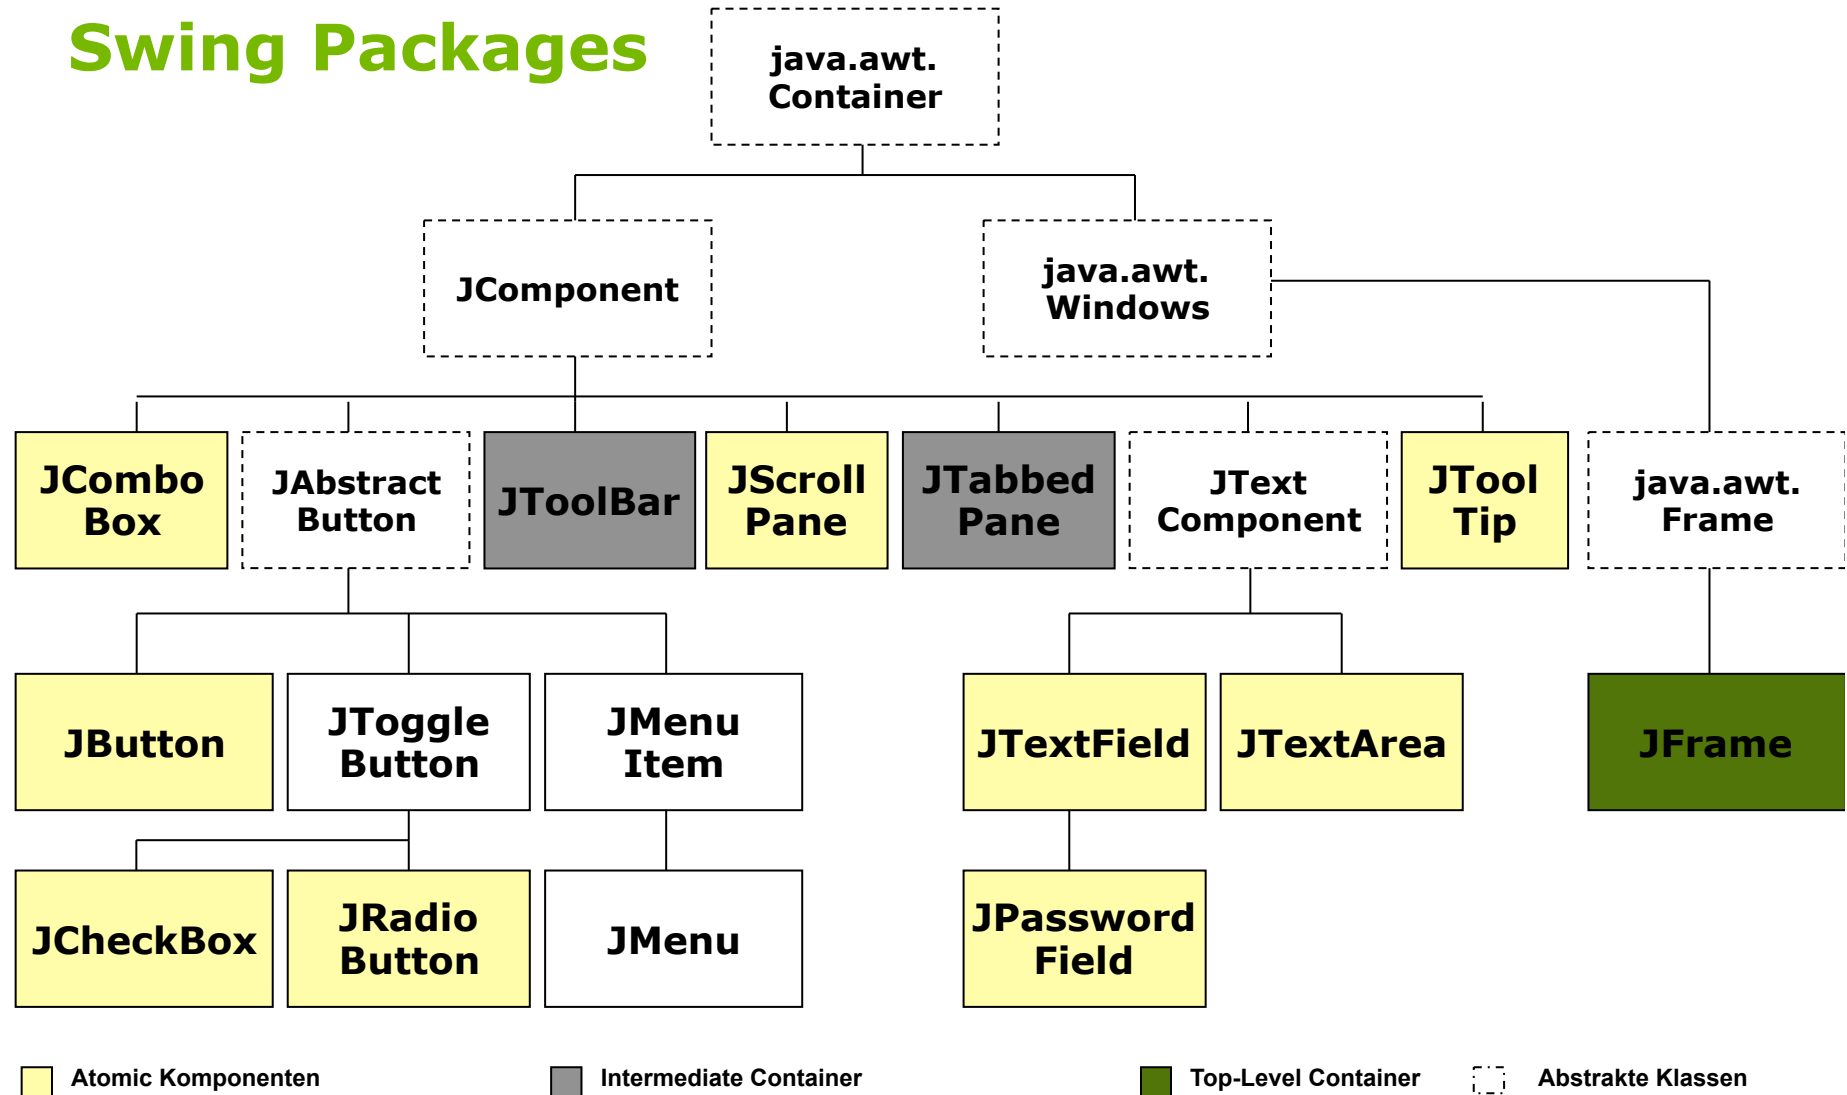 Swing Packages
java.awt.
Container
JComponent
java.awt.
Windows
JCombo
Box
JAbstract
Button
JToolBar
JScroll
Pane
JTabbed
Pane
JText
Component
JTool
Tip
java.awt.
Frame
JButton
JToggle
Button
JMenu
Item
JTextField
JTextArea
JFrame
JCheckBox
JRadio
Button
JMenu
JPassword
Field
Atomic Komponenten
Intermediate Container
Top-Level Container
Abstrakte Klassen